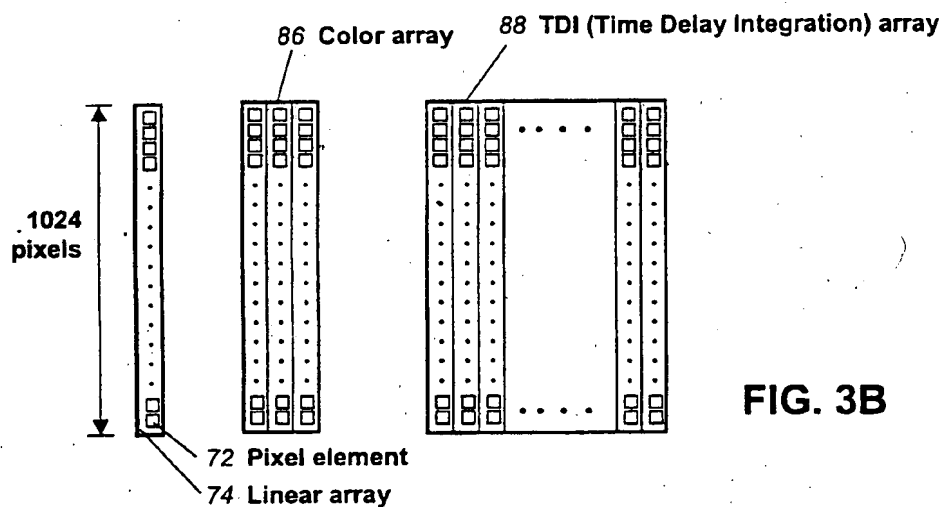 86 Color array
88 TDI (Time Delay Integration) array
1024
pixels
FIG. 3B
72 Pixel element
74 Linear array